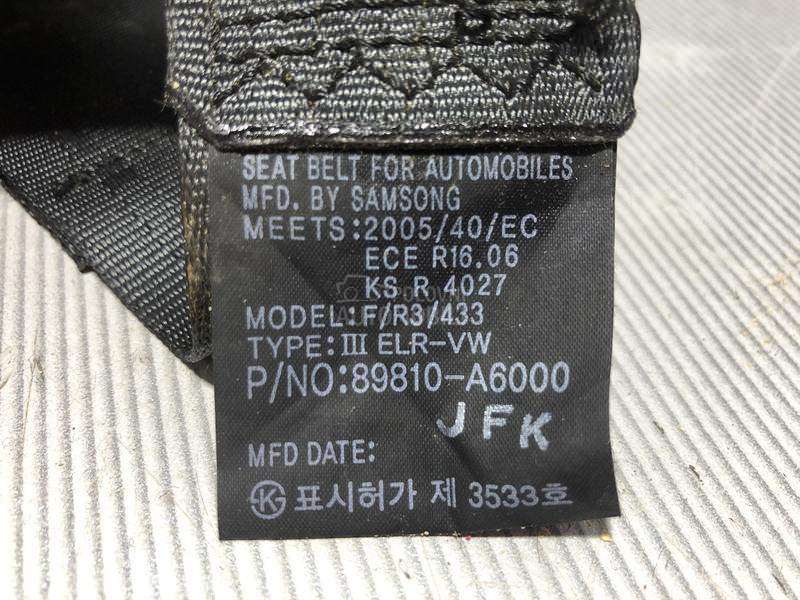 SEAT BELT FOR AUTOMOBILES
MFD. BY SAMSONG
MEETS:2005/40/EC
ECE R16.06
KS R 4027
MODEL:F/R3/433
TYPE:III ELR-VW
P/NO:89810-A6000
JFK
MFD DATE:
표시허가 제 3533호